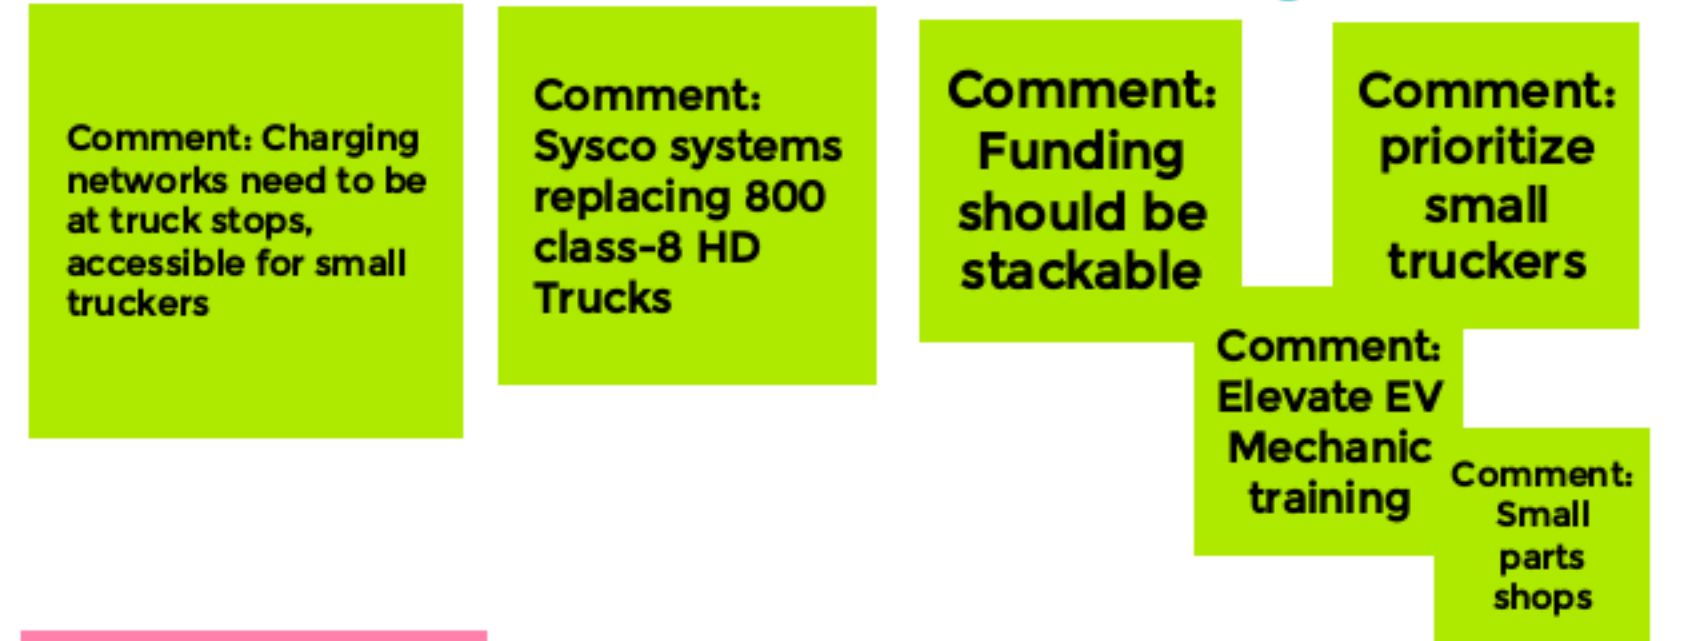 Comment: Charging
networks need to be
at truck stops,
accessible for small
truckers
Comment:
Sysco systems
replacing 800
class-8 HD
Trucks
Comment:
Funding
should be
stackable
Comment:
prioritize
small
truckers
Comment:
Elevate EV
Mechanic
training
Comment:
Small
parts
shops